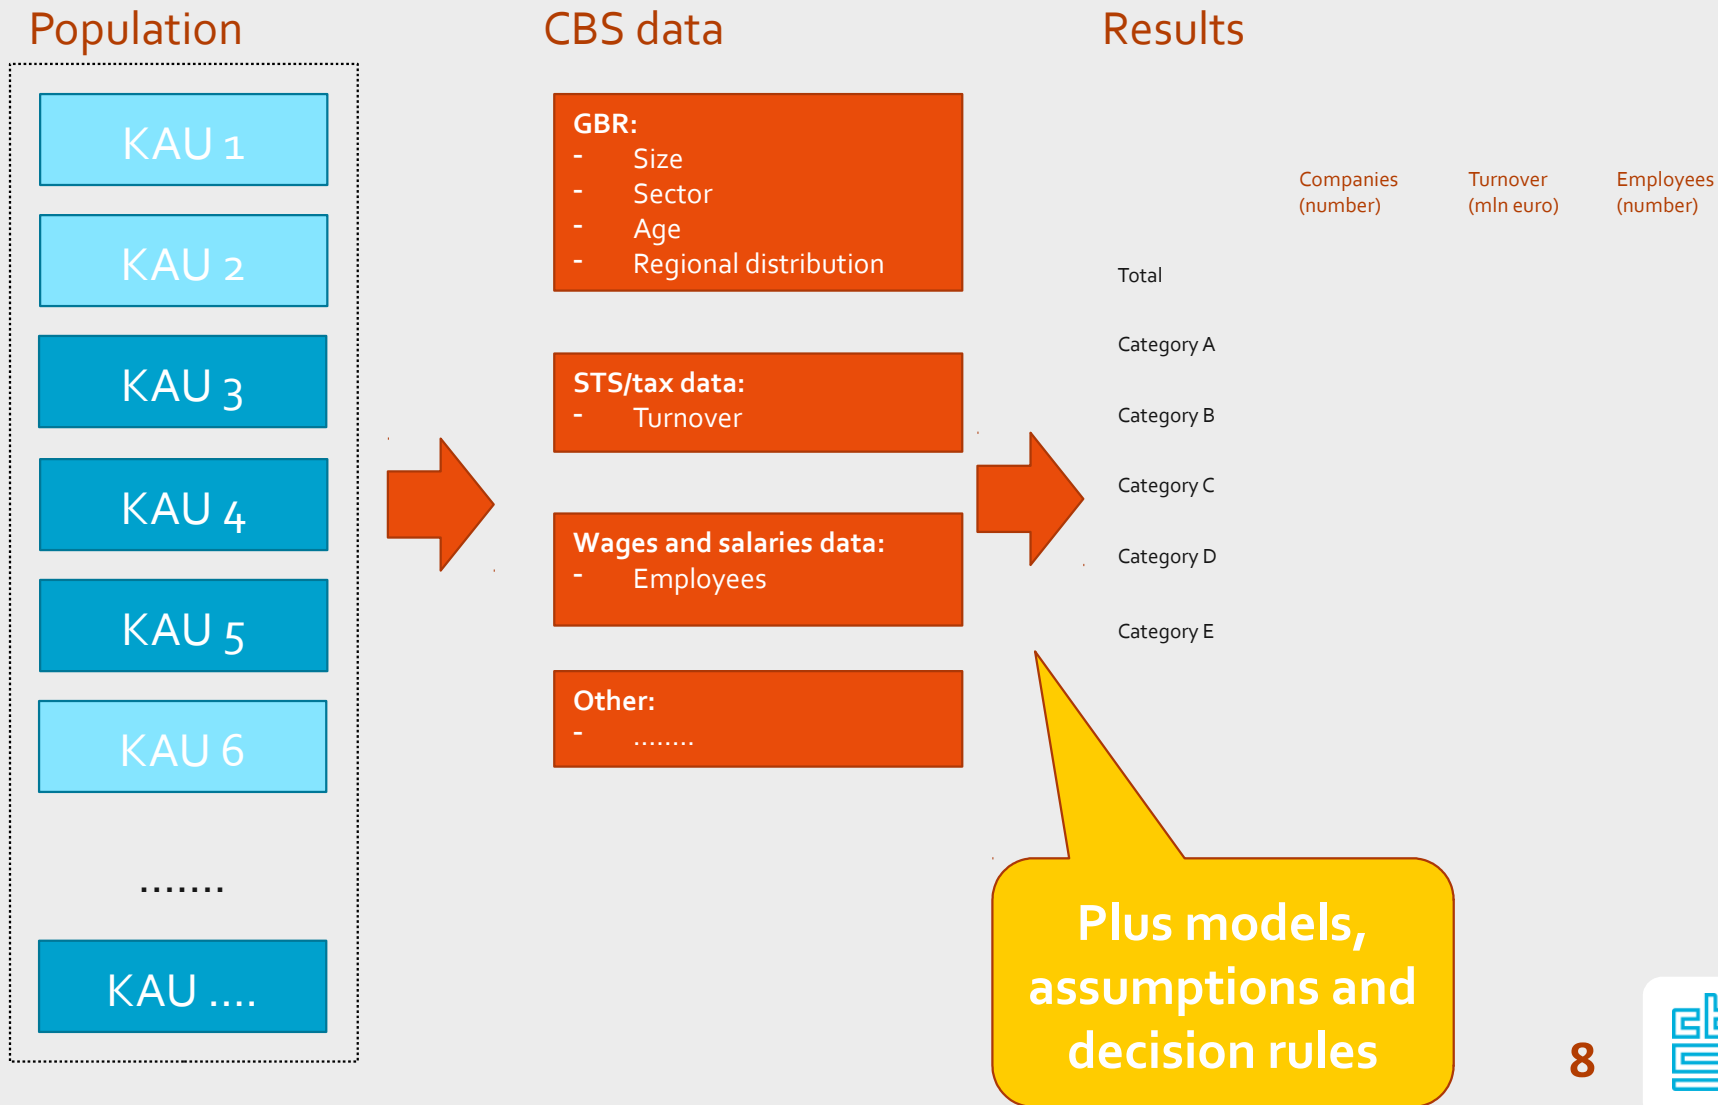 Population
KAU 1
KAU 2
KAU 3
KAU 4
KAU 5
KAU 6
.......
KAU ....
CBS data
GBR:
- Size
- Sector
- Age
- Regional distribution
STS/tax data:
- Turnover
Wages and salaries data:
- Employees
Other:
- ........
Results
Companies
(number)
Turnover
(mln euro)
Employees
(number)
Total
Category A
Category B
Category C
Category D
Category E
Plus models,
assumptions and
decision rules
8